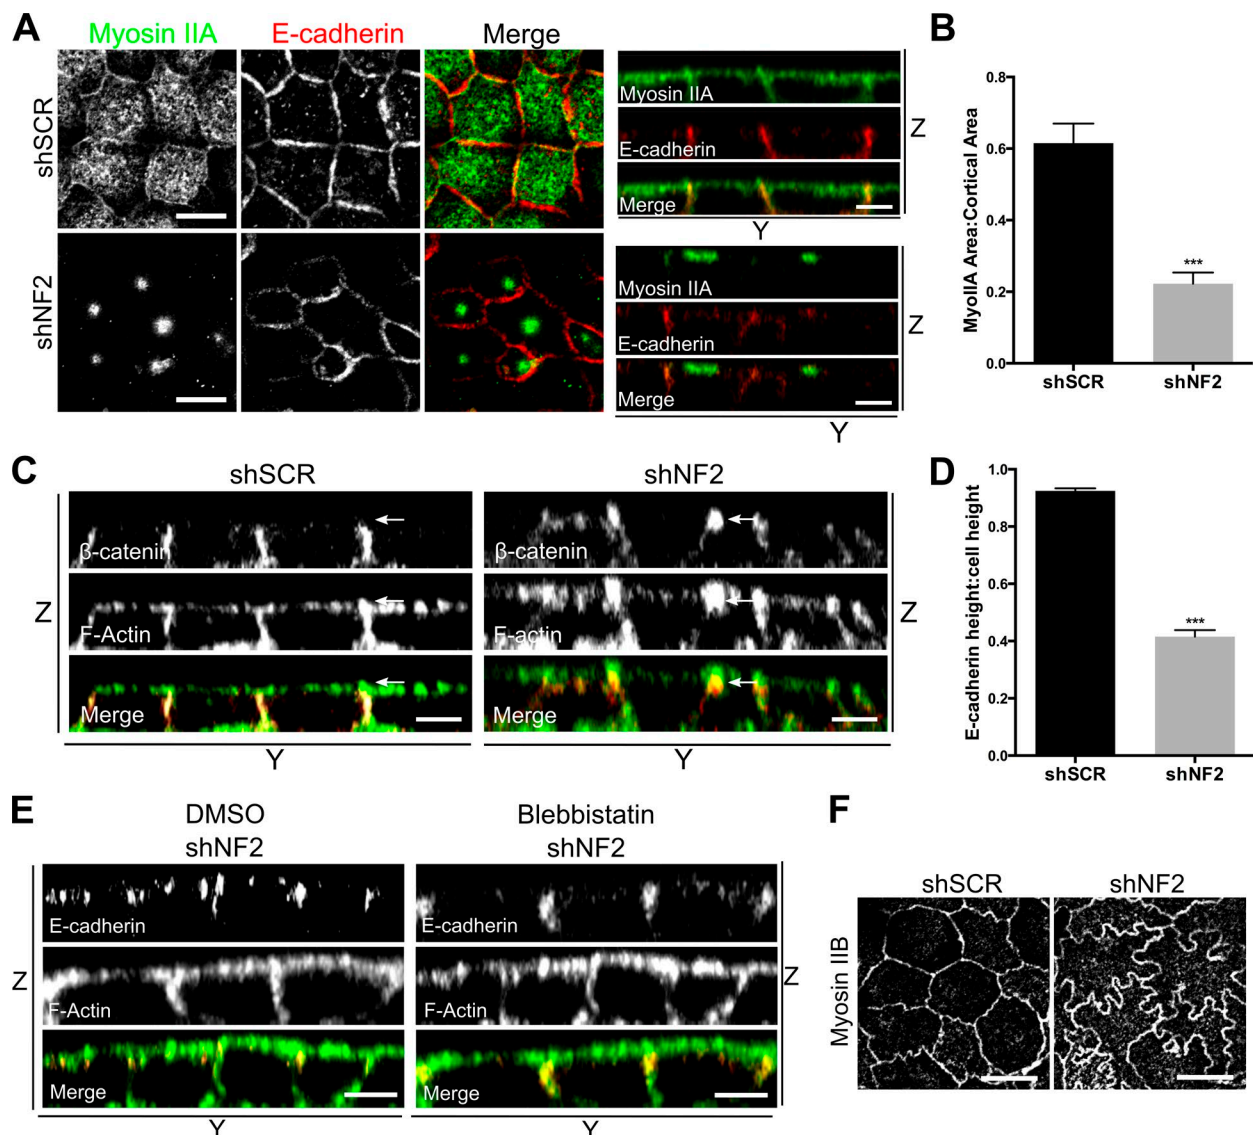 A
Myosin IIA
E-cadherin
Merge
shSCR
shNF2
Myosin IIA
E-cadherin
Merge
Z
Y
Myosin IIA
E-cadherin
Merge
Z
Y
B
MyoIIA Area:Cortical Area
0.8
0.6
0.4
0.2
0.0
***
shSCR
shNF2
C
shSCR
shNF2
Z
β-catenin
F-Actin
Merge
Y
β-catenin
F-actin
Merge
Z
Y
D
E-cadherin height:cell height
1.0
0.8
0.6
0.4
0.2
0.0
***
shSCR
shNF2
E
DMSO
shNF2
Blebbistatin
shNF2
Z
E-cadherin
F-Actin
Merge
Y
E-cadherin
F-Actin
Merge
Z
Y
F
shSCR
shNF2
Myosin IIB